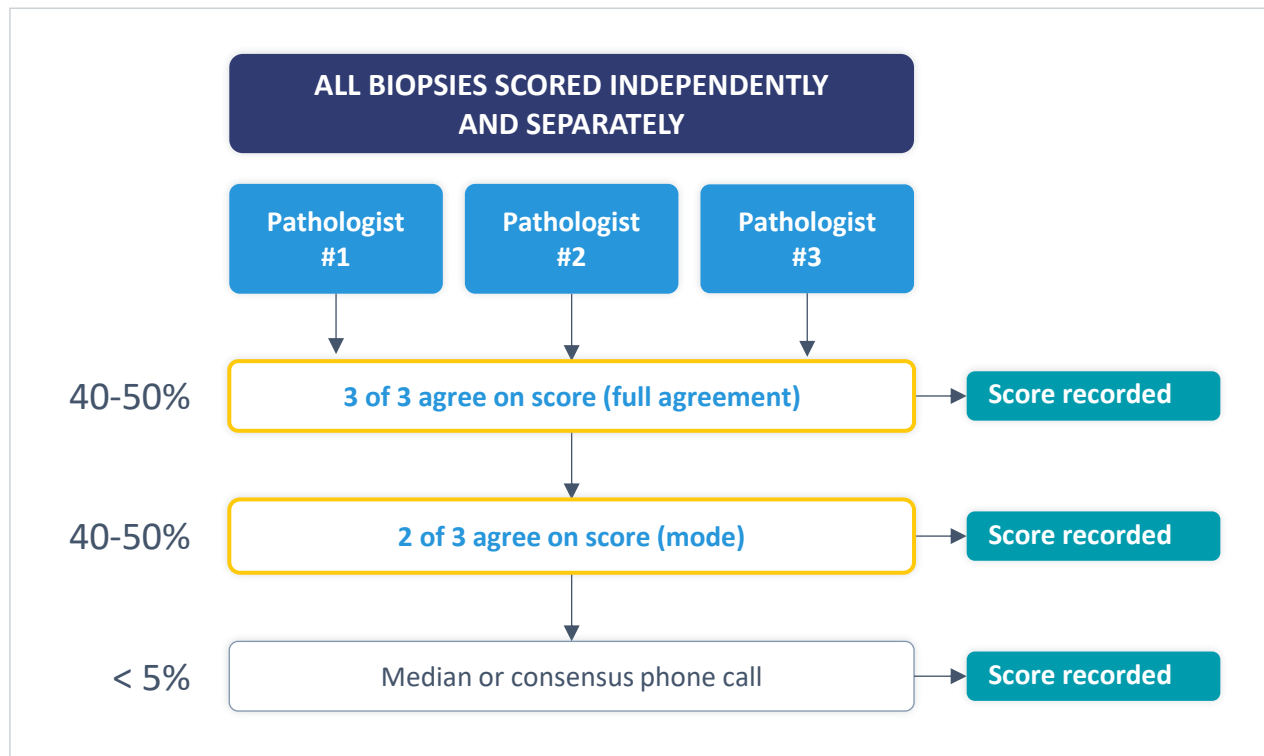 ALL BIOPSIES SCORED INDEPENDENTLY
AND SEPARATELY
Pathologist
#1
Pathologist
#2
Pathologist
#3
40-50%
3 of 3 agree on score (full agreement)
Score recorded
40-50%
2 of 3 agree on score (mode)
Score recorded
< 5%
Median or consensus phone call
Score recorded